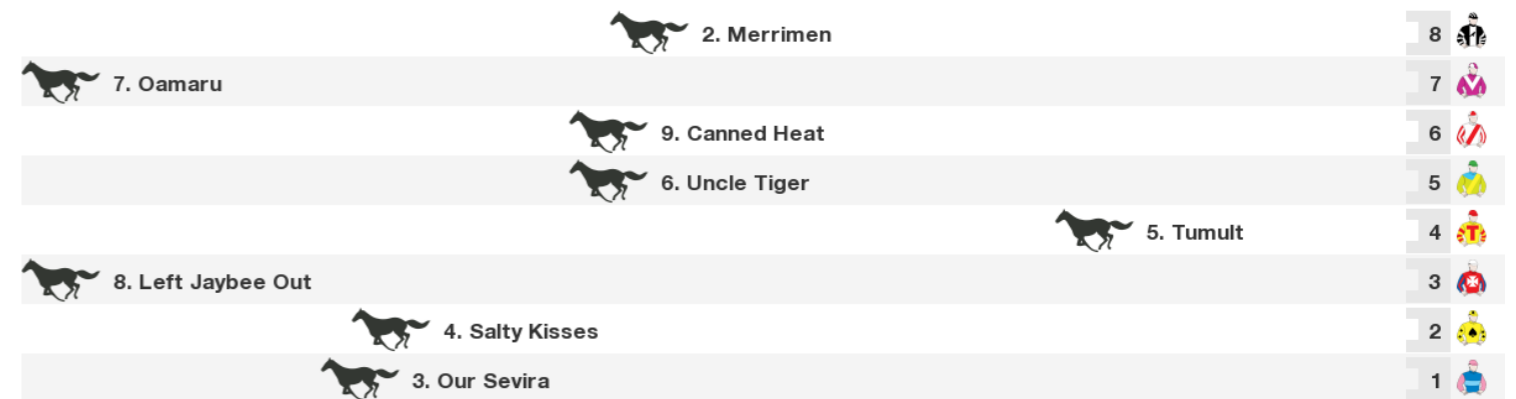 2. Merrimen 8
7. Oamaru 7
9. Canned Heat 6
6. Uncle Tiger 5
5. Tumult 4
T
8. Left Jaybee Out 3
4. Salty Kisses 2
3. Our Sevira 1